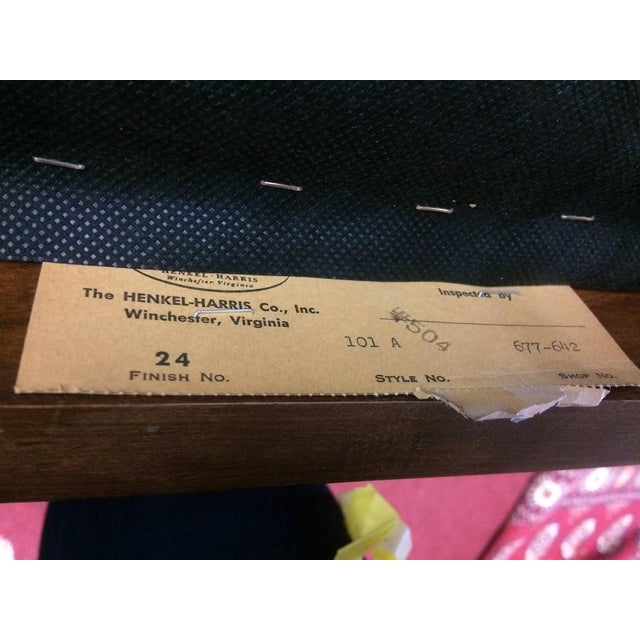 HENKEL-HARRIS
Winchester, Virginia
The HENKEL-HARRIS Co., Inc.
Winchester, Virginia
Inspected by
#504
24
101 A
677-642
FINISH NO.
STYLE NO.
SHOP NO.